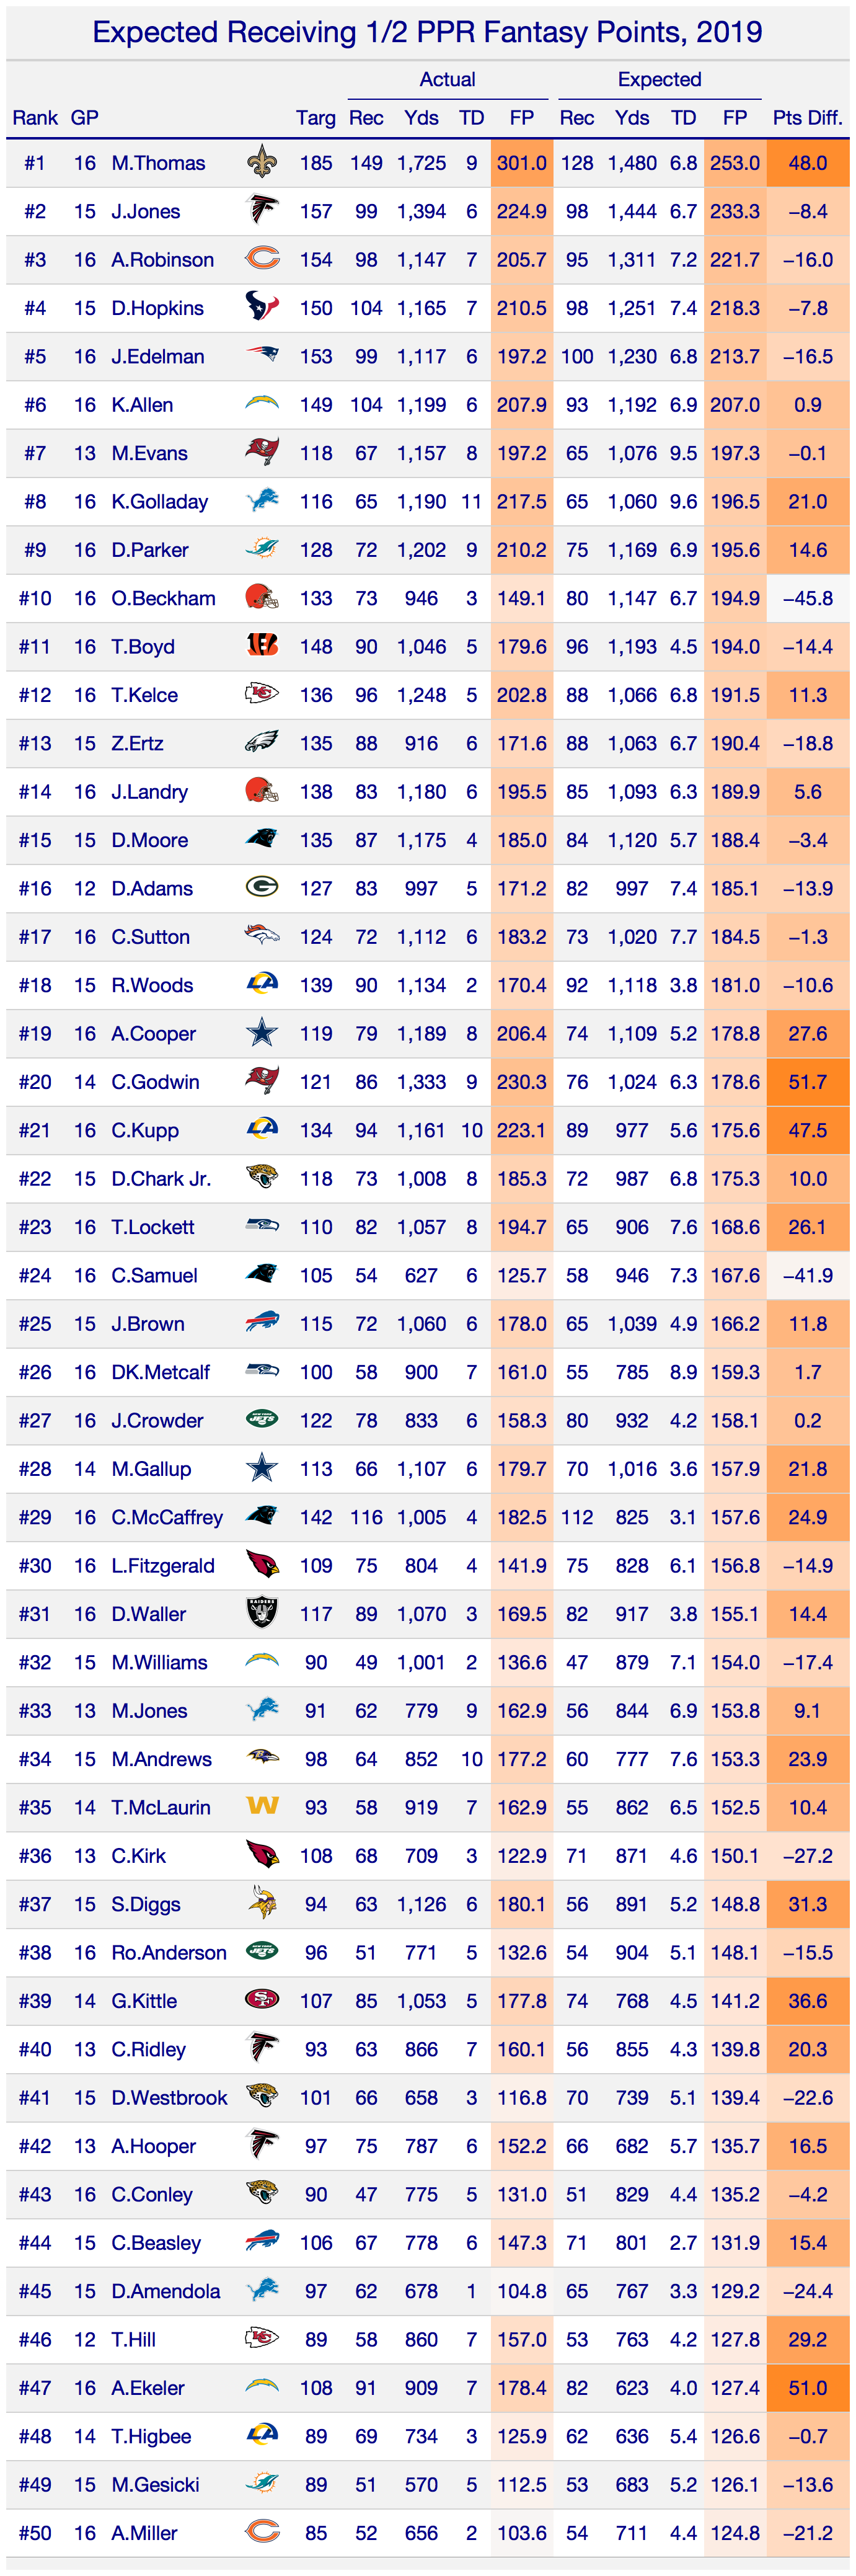 Expected Receiving 1/2 PPR Fantasy Points, 2019
Actual Expected
Rank GP Targ Rec Yds TD FP Rec Yds TD FP Pts Diff.
#1 16 M.Thomas 185 149 1,725 9 301.0 128 1,480 6.8 253.0 48.0
#2 15 J.Jones 157 99 1,394 6 224.9 98 1,444 6.7 233.3 −8.4
#3 16 A.Robinson 154 98 1,147 7 205.7 95 1,311 7.2 221.7 −16.0
#4 15 D.Hopkins 150 104 1,165 7 210.5 98 1,251 7.4 218.3 −7.8
#5 16 J.Edelman 153 99 1,117 6 197.2 100 1,230 6.8 213.7 −16.5
#6 16 K.Allen 149 104 1,199 6 207.9 93 1,192 6.9 207.0 0.9
#7 13 M.Evans 118 67 1,157 8 197.2 65 1,076 9.5 197.3 −0.1
#8 16 K.Golladay 116 65 1,190 11 217.5 65 1,060 9.6 196.5 21.0
#9 16 D.Parker 128 72 1,202 9 210.2 75 1,169 6.9 195.6 14.6
#10 16 O.Beckham 133 73 946 3 149.1 80 1,147 6.7 194.9 −45.8
#11 16 T.Boyd 148 90 1,046 5 179.6 96 1,193 4.5 194.0 −14.4
#12 16 T.Kelce 136 96 1,248 5 202.8 88 1,066 6.8 191.5 11.3
#13 15 Z.Ertz 135 88 916 6 171.6 88 1,063 6.7 190.4 −18.8
#14 16 J.Landry 138 83 1,180 6 195.5 85 1,093 6.3 189.9 5.6
#15 15 D.Moore 135 87 1,175 4 185.0 84 1,120 5.7 188.4 −3.4
#16 12 D.Adams 127 83 997 5 171.2 82 997 7.4 185.1 −13.9
#17 16 C.Sutton 124 72 1,112 6 183.2 73 1,020 7.7 184.5 −1.3
#18 15 R.Woods 139 90 1,134 2 170.4 92 1,118 3.8 181.0 −10.6
#19 16 A.Cooper 119 79 1,189 8 206.4 74 1,109 5.2 178.8 27.6
#20 14 C.Godwin 121 86 1,333 9 230.3 76 1,024 6.3 178.6 51.7
#21 16 C.Kupp 134 94 1,161 10 223.1 89 977 5.6 175.6 47.5
#22 15 D.Chark Jr. 118 73 1,008 8 185.3 72 987 6.8 175.3 10.0
#23 16 T.Lockett 110 82 1,057 8 194.7 65 906 7.6 168.6 26.1
#24 16 C.Samuel 105 54 627 6 125.7 58 946 7.3 167.6 −41.9
#25 15 J.Brown 115 72 1,060 6 178.0 65 1,039 4.9 166.2 11.8
#26 16 DK.Metcalf 100 58 900 7 161.0 55 785 8.9 159.3 1.7
#27 16 J.Crowder 122 78 833 6 158.3 80 932 4.2 158.1 0.2
#28 14 M.Gallup 113 66 1,107 6 179.7 70 1,016 3.6 157.9 21.8
#29 16 C.McCaffrey 142 116 1,005 4 182.5 112 825 3.1 157.6 24.9
#30 16 L.Fitzgerald 109 75 804 4 141.9 75 828 6.1 156.8 −14.9
#31 16 D.Waller 117 89 1,070 3 169.5 82 917 3.8 155.1 14.4
#32 15 M.Williams 90 49 1,001 2 136.6 47 879 7.1 154.0 −17.4
#33 13 M.Jones 91 62 779 9 162.9 56 844 6.9 153.8 9.1
#34 15 M.Andrews 98 64 852 10 177.2 60 777 7.6 153.3 23.9
#35 14 T.McLaurin 93 58 919 7 162.9 55 862 6.5 152.5 10.4
#36 13 C.Kirk 108 68 709 3 122.9 71 871 4.6 150.1 −27.2
#37 15 S.Diggs 94 63 1,126 6 180.1 56 891 5.2 148.8 31.3
#38 16 Ro.Anderson 96 51 771 5 132.6 54 904 5.1 148.1 −15.5
#39 14 G.Kittle 107 85 1,053 5 177.8 74 768 4.5 141.2 36.6
#40 13 C.Ridley 93 63 866 7 160.1 56 855 4.3 139.8 20.3
#41 15 D.Westbrook 101 66 658 3 116.8 70 739 5.1 139.4 −22.6
#42 13 A.Hooper 97 75 787 6 152.2 66 682 5.7 135.7 16.5
#43 16 C.Conley 90 47 775 5 131.0 51 829 4.4 135.2 −4.2
#44 15 C.Beasley 106 67 778 6 147.3 71 801 2.7 131.9 15.4
#45 15 D.Amendola 97 62 678 1 104.8 65 767 3.3 129.2 −24.4
#46 12 T.Hill 89 58 860 7 157.0 53 763 4.2 127.8 29.2
#47 16 A.Ekeler 108 91 909 7 178.4 82 623 4.0 127.4 51.0
#48 14 T.Higbee 89 69 734 3 125.9 62 636 5.4 126.6 −0.7
#49 15 M.Gesicki 89 51 570 5 112.5 53 683 5.2 126.1 −13.6
#50 16 A.Miller 85 52 656 2 103.6 54 711 4.4 124.8 −21.2